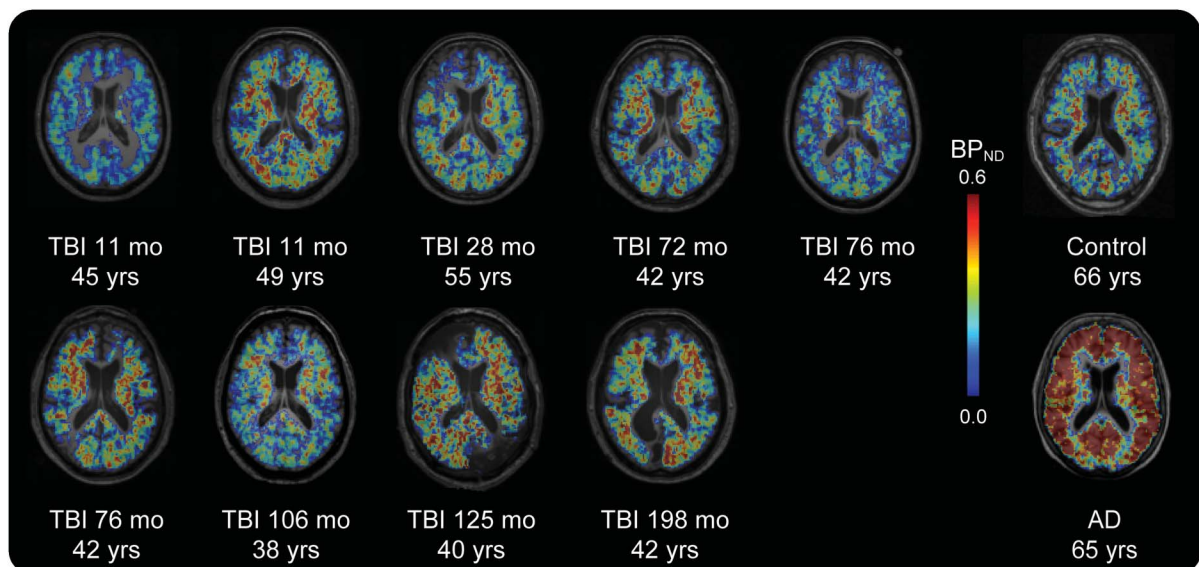 TBI 11 mo
45 yrs
TBI 11 mo
49 yrs
TBI 28 mo
55 yrs
TBI 72 mo
42 yrs
TBI 76 mo
42 yrs
BPND
0.6
0.0
Control
66 yrs
TBI 76 mo
42 yrs
TBI 106 mo
38 yrs
TBI 125 mo
40 yrs
TBI 198 mo
42 yrs
AD
65 yrs